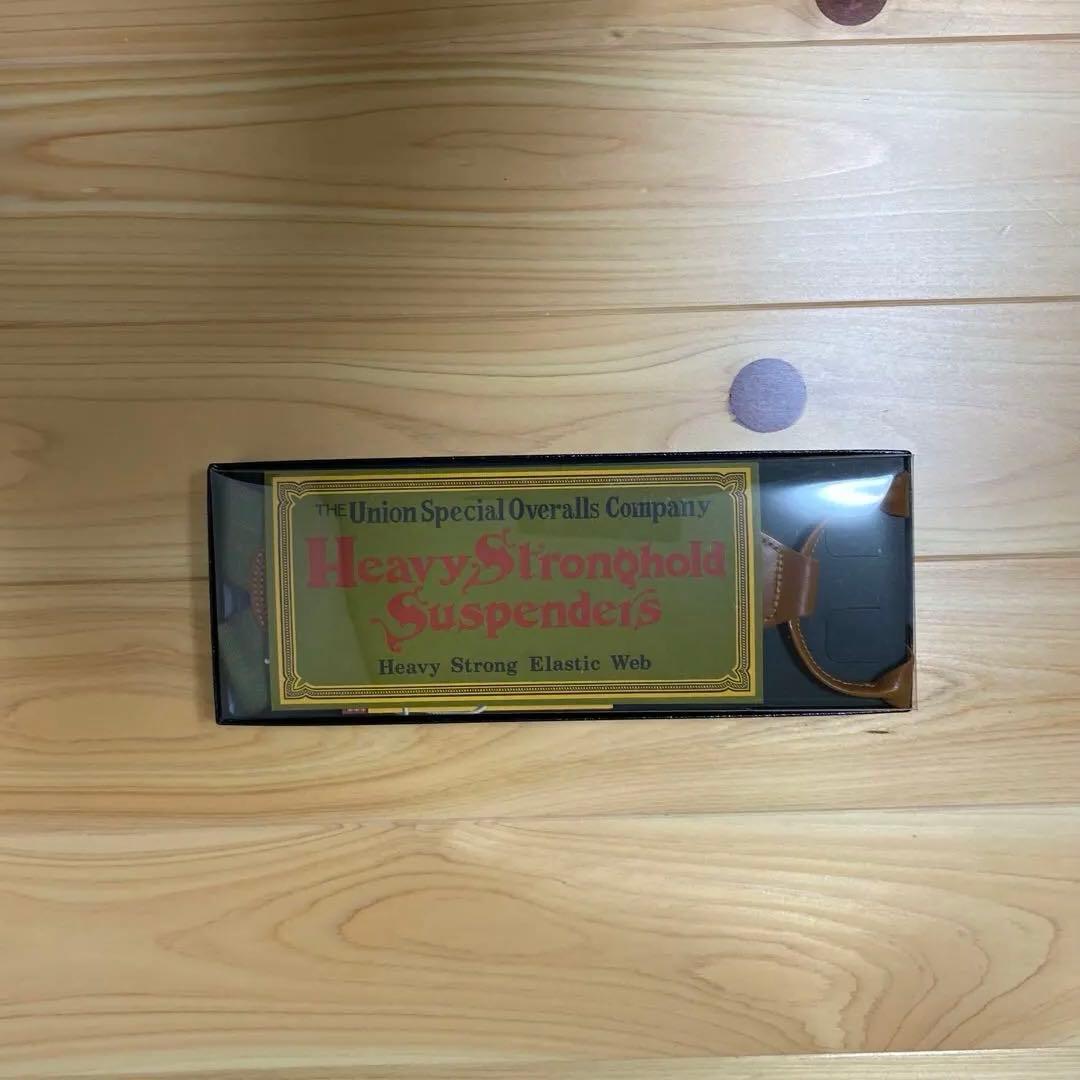 THE Union Special Overalls Company
Heavy Stronghold
Suspenders
Heavy Strong Elastic Web